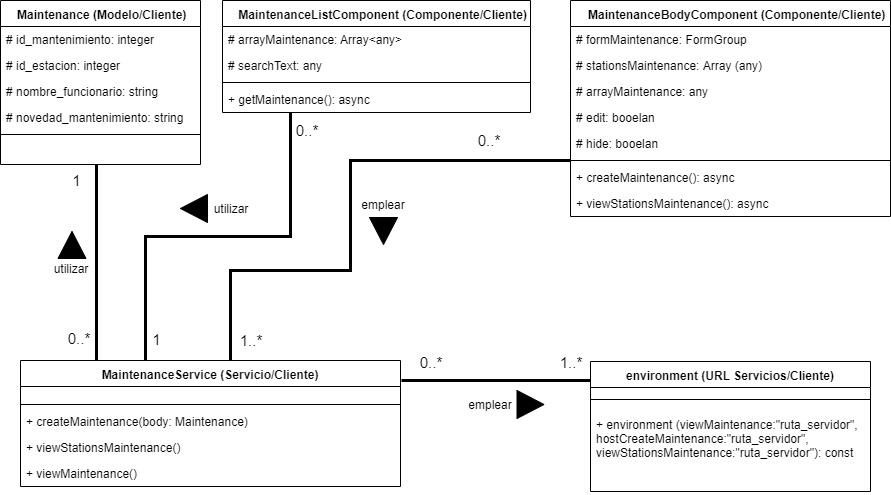 Maintenance (Modelo/Cliente)
# id_mantenimiento: integer
# id_estacion: integer
# nombre_funcionario: string
# novedad_mantenimiento: string
MaintenanceListComponent (Componente/Cliente)
# arrayMaintenance: Array<any>
# searchText: any
+ getMaintenance(): async
MaintenanceBodyComponent (Componente/Cliente)
# formMaintenance: FormGroup
# stationsMaintenance: Array (any)
# arrayMaintenance: any
# edit: booelan
# hide: booelan
+ createMaintenance(): async
+ viewStationsMaintenance(): async
0..*
0..*
1
utilizar
emplear
utilizar
0..*
1
1..*
MaintenanceService (Servicio/Cliente)
+ createMaintenance(body: Maintenance)
+ viewStationsMaintenance()
+ viewMaintenance()
0..*
1..*
emplear
environment (URL Servicios/Cliente)
+ environment (viewMaintenance:"ruta_servidor",
hostCreateMaintenance:"ruta_servidor",
viewStationsMaintenance:"ruta_servidor"): const